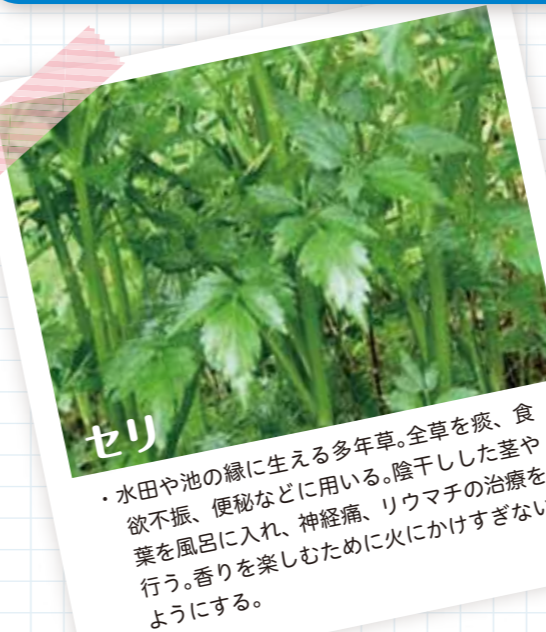 セリ
・水田や池の縁に生える多年草。全草を痰、食
欲不振、便秘などに用いる。陰干しした茎や
葉を風呂に入れ、神経痛、リウマチの治療を
行う。香りを楽しむために火にかけすぎない
ようにする。